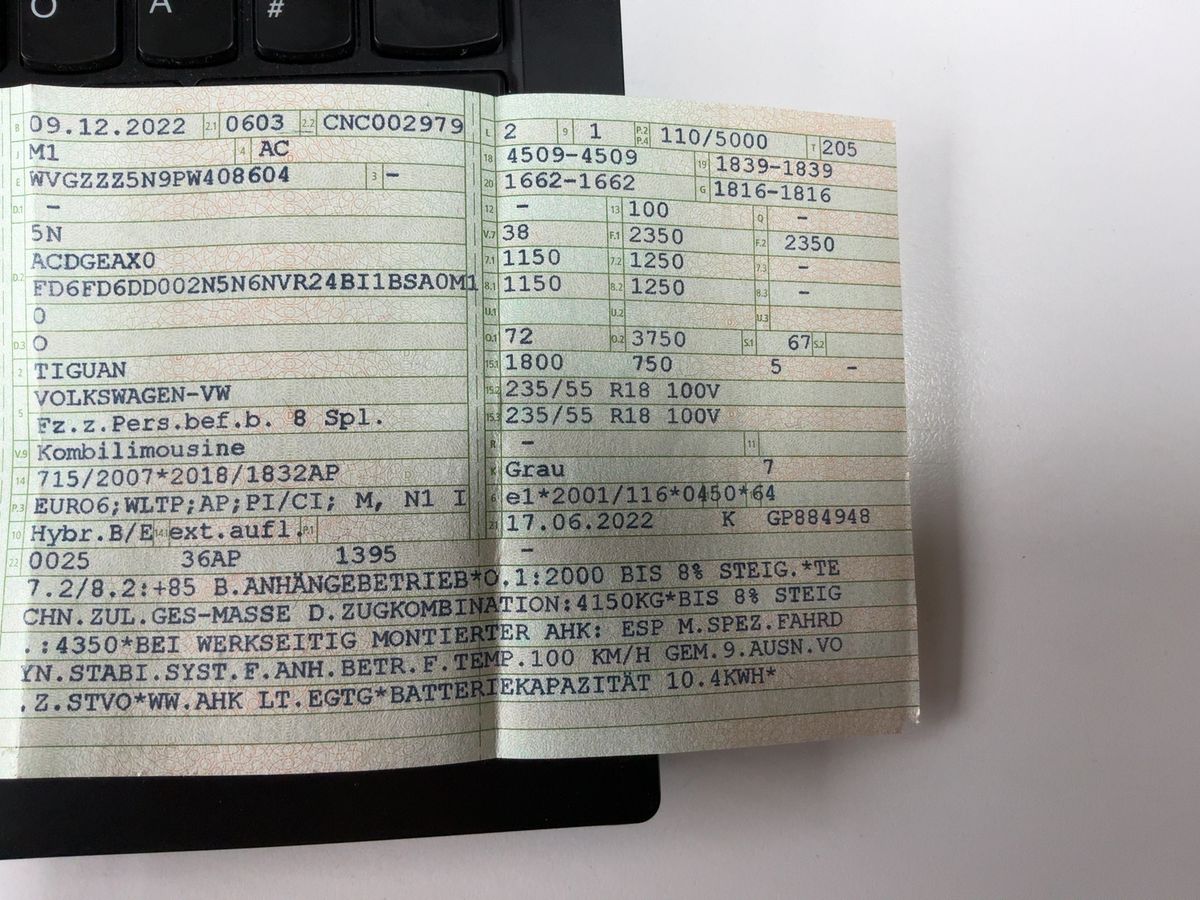 O Ä #
B 09.12.2022 2.1 0603 2.2 CNC002979
J M1 4 AC
E WVGZZZ5N9PW408604 3 -
D.1 -
5N
D.2 ACDGEAX0
FD6FD6DD002N5N6NVR24BI1BSA0M1
0
D.3 O
2 TIGUAN
VOLKSWAGEN-VW
5 Fz.z.Pers.bef.b. 8 Spl.
V.9 Kombilimousine
14 715/2007*2018/1832AP
P.3 EURO6;WLTP;AP;PI/CI; M, N1 I
10 Hybr.B/E 14.1 ext.aufl. P.1
22 0025 36AP 1395
L 2 9 1 P.2 P.4 110/5000 T 205
18 4509-4509 19 1839-1839
20 1662-1662 G 1816-1816
12 - 13 100 Q -
V.7 38 F.1 2350 F.2 2350
7.1 1150 7.2 1250 7.3 -
8.1 1150 8.2 1250 8.3 -
U.1 U.2 U.3
O.1 72 O.2 3750 S.1 67 S.2
15.1 1800 750 5 -
15.2 235/55 R18 100V
15.3 235/55 R18 100V
R - 11
K Grau 7
6 e1*2001/116*0450*64
21 17.06.2022 K GP884948
-
7.2/8.2:+85 B.ANHÄNGEBETRIEB*O.1:2000 BIS 8% STEIG.*TE
CHN.ZUL.GES-MASSE D.ZUGKOMBINATION:4150KG*BIS 8% STEIG
.:4350*BEI WERKSEITIG MONTIERTER AHK: ESP M.SPEZ.FAHRD
YN.STABI.SYST.F.ANH.BETR.F.TEMP.100 KM/H GEM.9.AUSN.VO
.Z.STVO*WW.AHK LT.EGTG*BATTERIEKAPAZITÄT 10.4KWH*